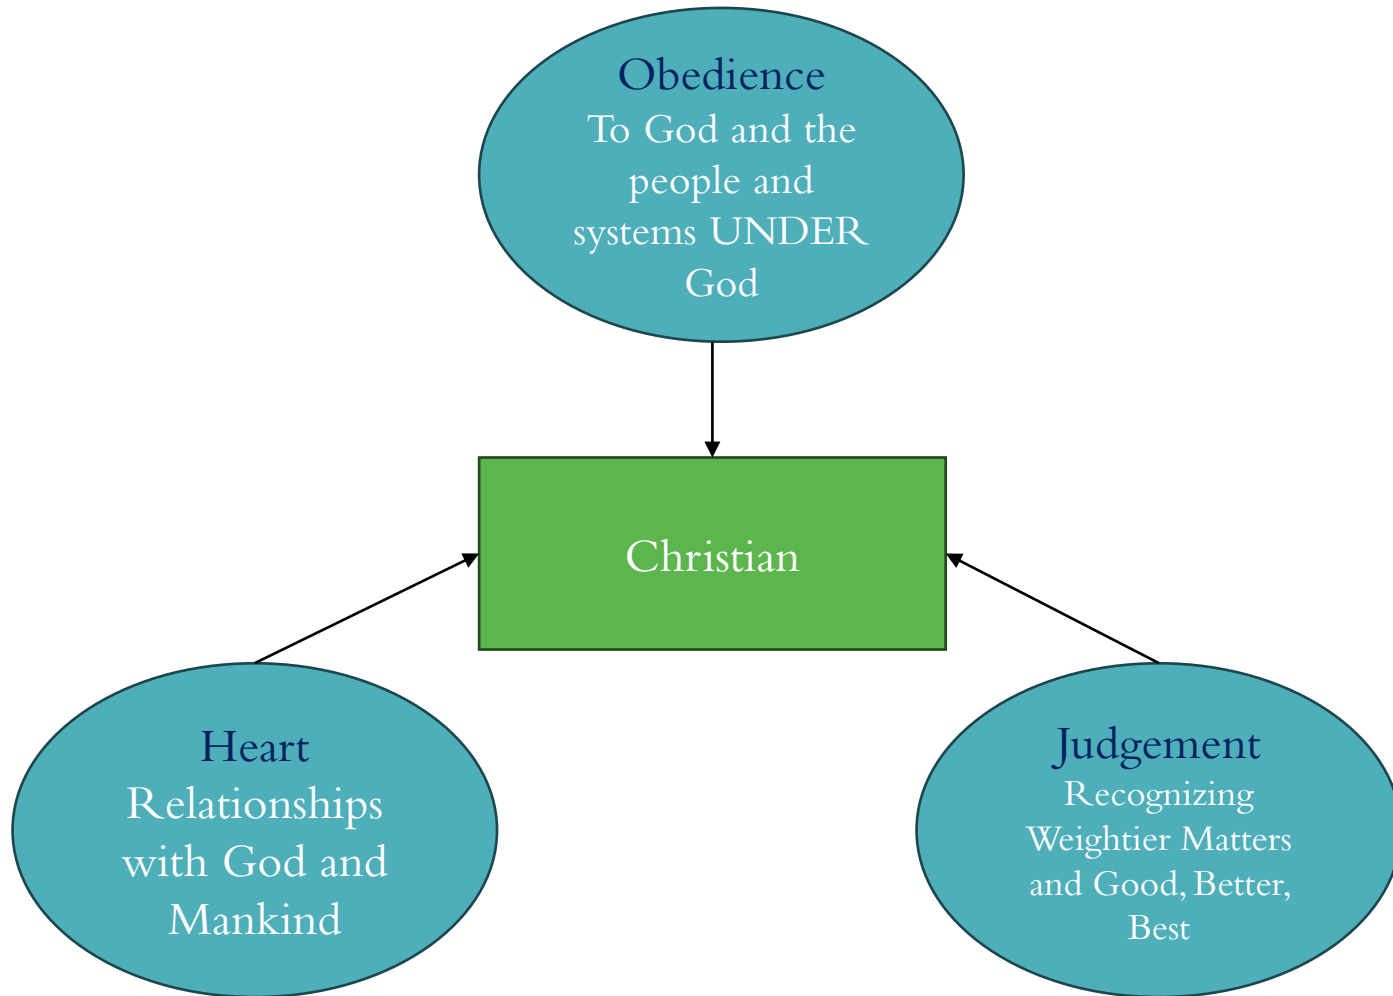 Obedience
To God and the
people and
systems UNDER
God
Christian
Heart
Relationships
with God and
Mankind
Judgement
Recognizing
Weightier Matters
and Good, Better,
Best